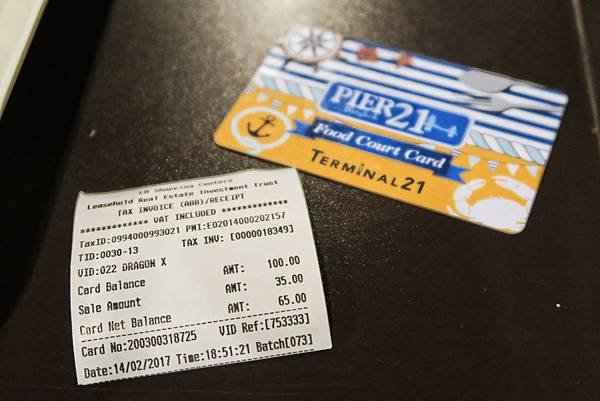 PIER21
Food Court Card
TERMINAL21
LH Shopping Centers
Leasehold Real Estate Investment Trust
TAX INVOICE (ABB)/RECEIPT
************* VAT INCLUDED *************
TaxID:0994000993021 PMI:E02014000202157
TID:0030-13 TAX INV: [0000018349]
VID:022 DRAGON X
Card Balance AMT: 100.00
Sale Amount AMT: 35.00
Card Net Balance AMT: 65.00
Card No:200300318725 VID Ref:[753333]
Date:14/02/2017 Time:18:51:21 Batch[073]